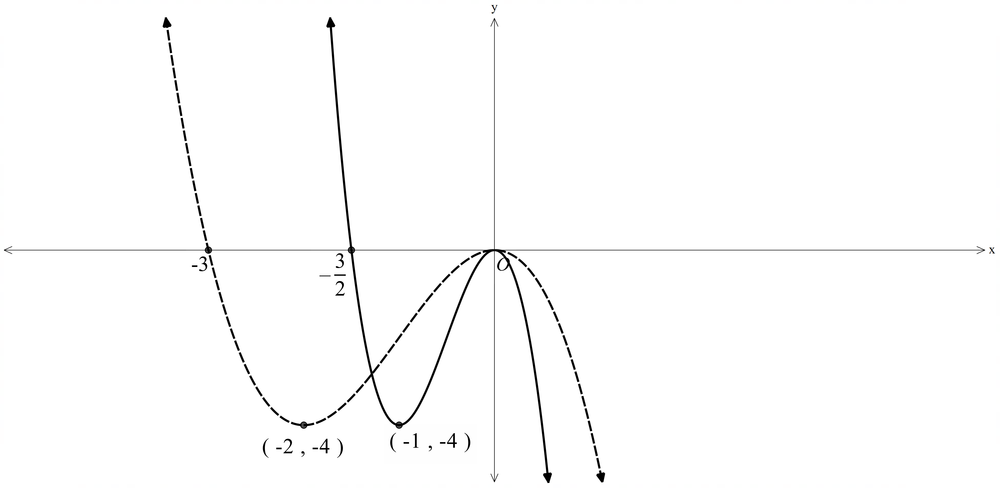 y
x
-3
−3/2
O
( -2 , -4 )
( -1 , -4 )